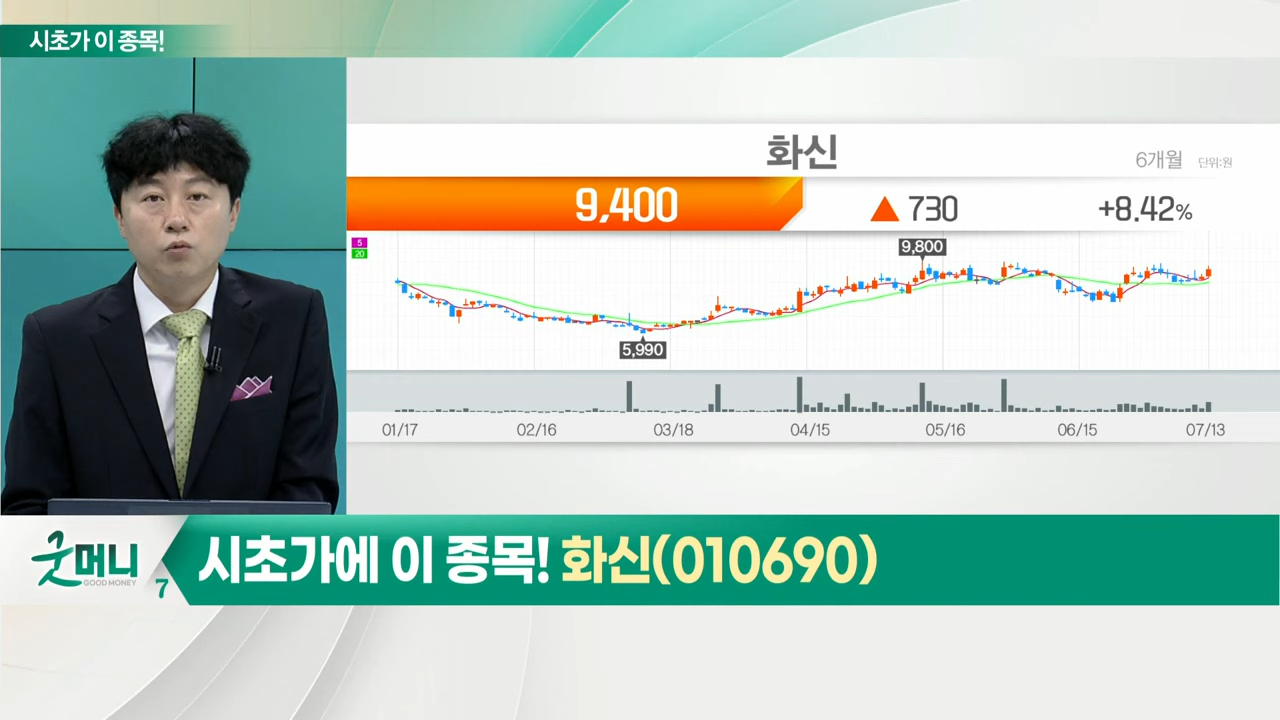 시초가 이 종목!
화신
6개월 단위:원
9,400 ▲ 730 +8.42%
5
20
9,800
5,990
01/17 02/16 03/18 04/15 05/16 06/15 07/13
굿머니
GOOD MONEY
7
시초가에 이 종목! 화신(010690)